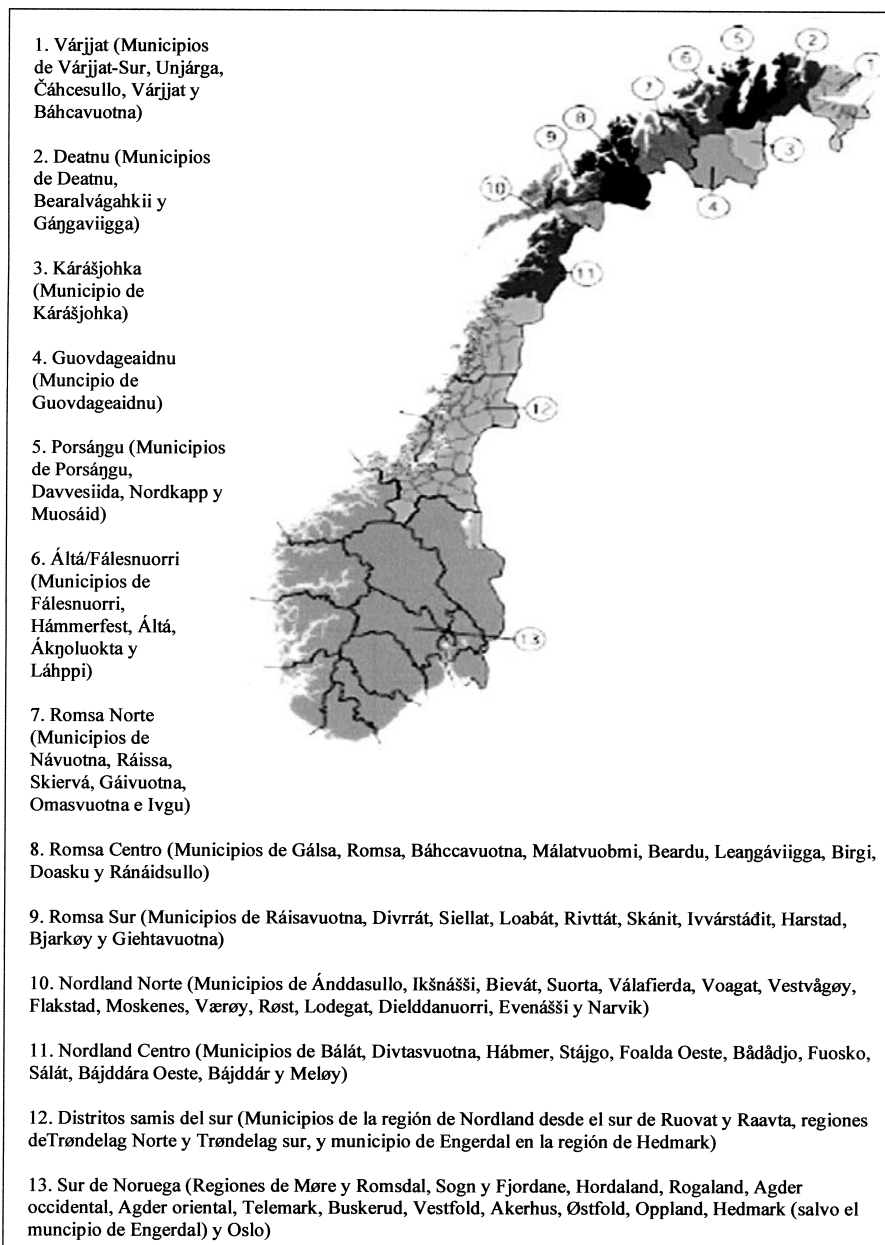 1. Várjjat (Municipios
de Várjjat-Sur, Unjárga,
Čáhcesullo, Várjjat y
Báhcavuotna)
2. Deatnu (Municipios
de Deatnu,
Bearalvágahkii y
Gáŋgaviigga)
3. Kárášjohka
(Municipio de
Kárášjohka)
4. Guovdageaidnu
(Muncipio de
Guovdageaidnu)
5. Porsáŋgu (Municipios
de Porsáŋgu,
Davvesiida, Nordkapp y
Muosáid)
6. Áltá/Fálesnuorri
(Municipios de
Fálesnuorri,
Hámmerfest, Áltá,
Ákŋoluokta y
Láhppi)
7. Romsa Norte
(Municipios de
Návuotna, Ráissa,
Skiervá, Gáivuotna,
Omasvuotna e Ivgu)
5
2
6
1
7
8
9
3
10
4
11
12
13
8. Romsa Centro (Municipios de Gálsa, Romsa, Báhccavuotna, Málatvuobmi, Beardu, Leaŋgáviigga, Birgi,
Doasku y Ránáidsullo)
9. Romsa Sur (Municipios de Ráisavuotna, Divrrát, Siellat, Loabát, Rivttát, Skánit, Ivvárstáđit, Harstad,
Bjarkøy y Giehtavuotna)
10. Nordland Norte (Municipios de Ánddasullo, Ikšnášši, Bievát, Suorta, Válafierda, Voagat, Vestvågøy,
Flakstad, Moskenes, Værøy, Røst, Lodegat, Dielddanuorri, Evenášši y Narvik)
11. Nordland Centro (Municipios de Bálát, Divtasvuotna, Hábmer, Stájgo, Foalda Oeste, Bådådjo, Fuosko,
Sálát, Bájddára Oeste, Bájddár y Meløy)
12. Distritos samis del sur (Municipios de la región de Nordland desde el sur de Ruovat y Raavta, regiones
deTrøndelag Norte y Trøndelag sur, y municipio de Engerdal en la región de Hedmark)
13. Sur de Noruega (Regiones de Møre y Romsdal, Sogn y Fjordane, Hordaland, Rogaland, Agder
occidental, Agder oriental, Telemark, Buskerud, Vestfold, Akerhus, Østfold, Oppland, Hedmark (salvo el
muncipio de Engerdal) y Oslo)